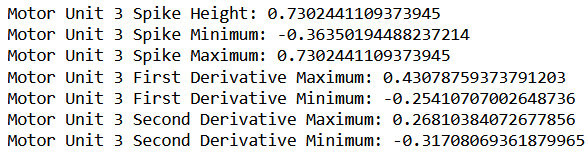 Motor Unit 3 Spike Height: 0.7302441109373945
Motor Unit 3 Spike Minimum: -0.36350194488237214
Motor Unit 3 Spike Maximum: 0.7302441109373945
Motor Unit 3 First Derivative Maximum: 0.43078759373791203
Motor Unit 3 First Derivative Minimum: -0.25410707002648736
Motor Unit 3 Second Derivative Maximum: 0.26810384072677856
Motor Unit 3 Second Derivative Minimum: -0.31708069361879965